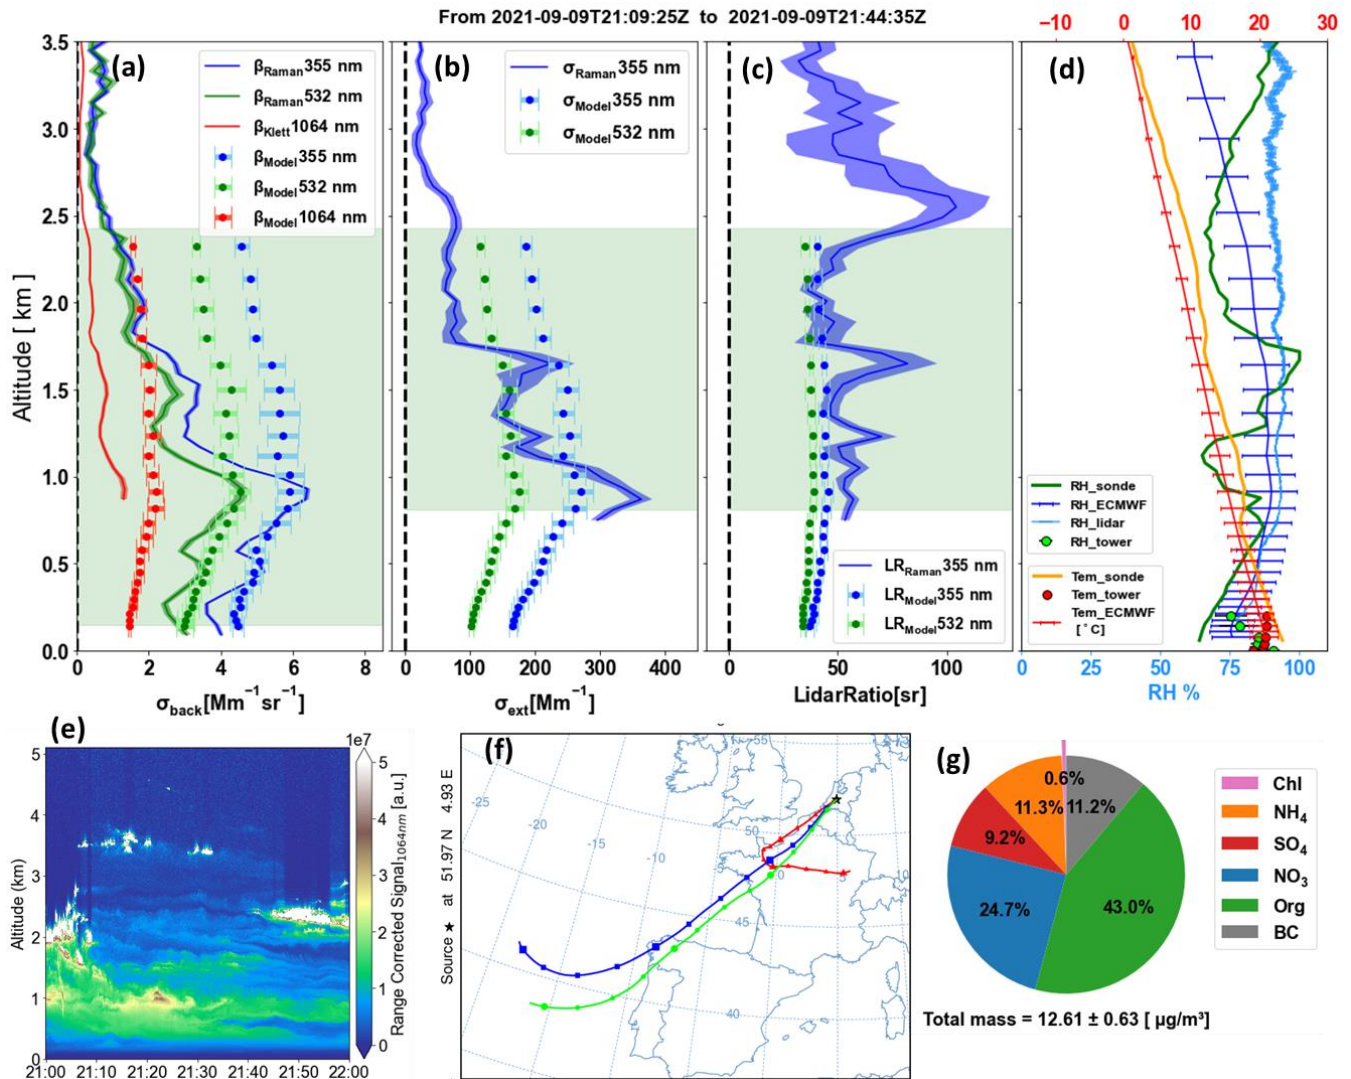 From 2021-09-09T21:09:25Z to 2021-09-09T21:44:35Z
(a)
β_Raman 355 nm
β_Raman 532 nm
β_Klett 1064 nm
β_Model 355 nm
β_Model 532 nm
β_Model 1064 nm
3.5
3.0
2.5
2.0
1.5
1.0
0.5
0.0
Altitude [ km ]
0 2 4 6 8
σ_back[Mm⁻¹sr⁻¹]
(b)
σ_Raman 355 nm
σ_Model 355 nm
σ_Model 532 nm
0 100 200 300 400
σ_ext[Mm⁻¹]
(c)
LR_Raman 355 nm
LR_Model 355 nm
LR_Model 532 nm
0 50 100
LidarRatio[sr]
−10 0 10 20 30
(d)
RH_sonde
RH_ECMWF
RH_lidar
RH_tower
Tem_sonde
Tem_tower
Tem_ECMWF
[˚C]
0 25 50 75 100
RH %
(e)
5
4
3
2
1
0
Altitude (km)
21:00 21:10 21:20 21:30 21:40 21:50 22:00
1e7
5
4
3
2
1
0
Range Corrected Signal_1064nm [a.u.]
(f)
Source ★ at 51.97 N 4.93 E
-25
-20
-15
-10
55
50
45
40
0
5
10
(g)
0.6%
11.3%
11.2%
9.2%
24.7%
43.0%
Chl
NH₄
SO₄
NO₃
Org
BC
Total mass = 12.61 ± 0.63 [ µg/m³]